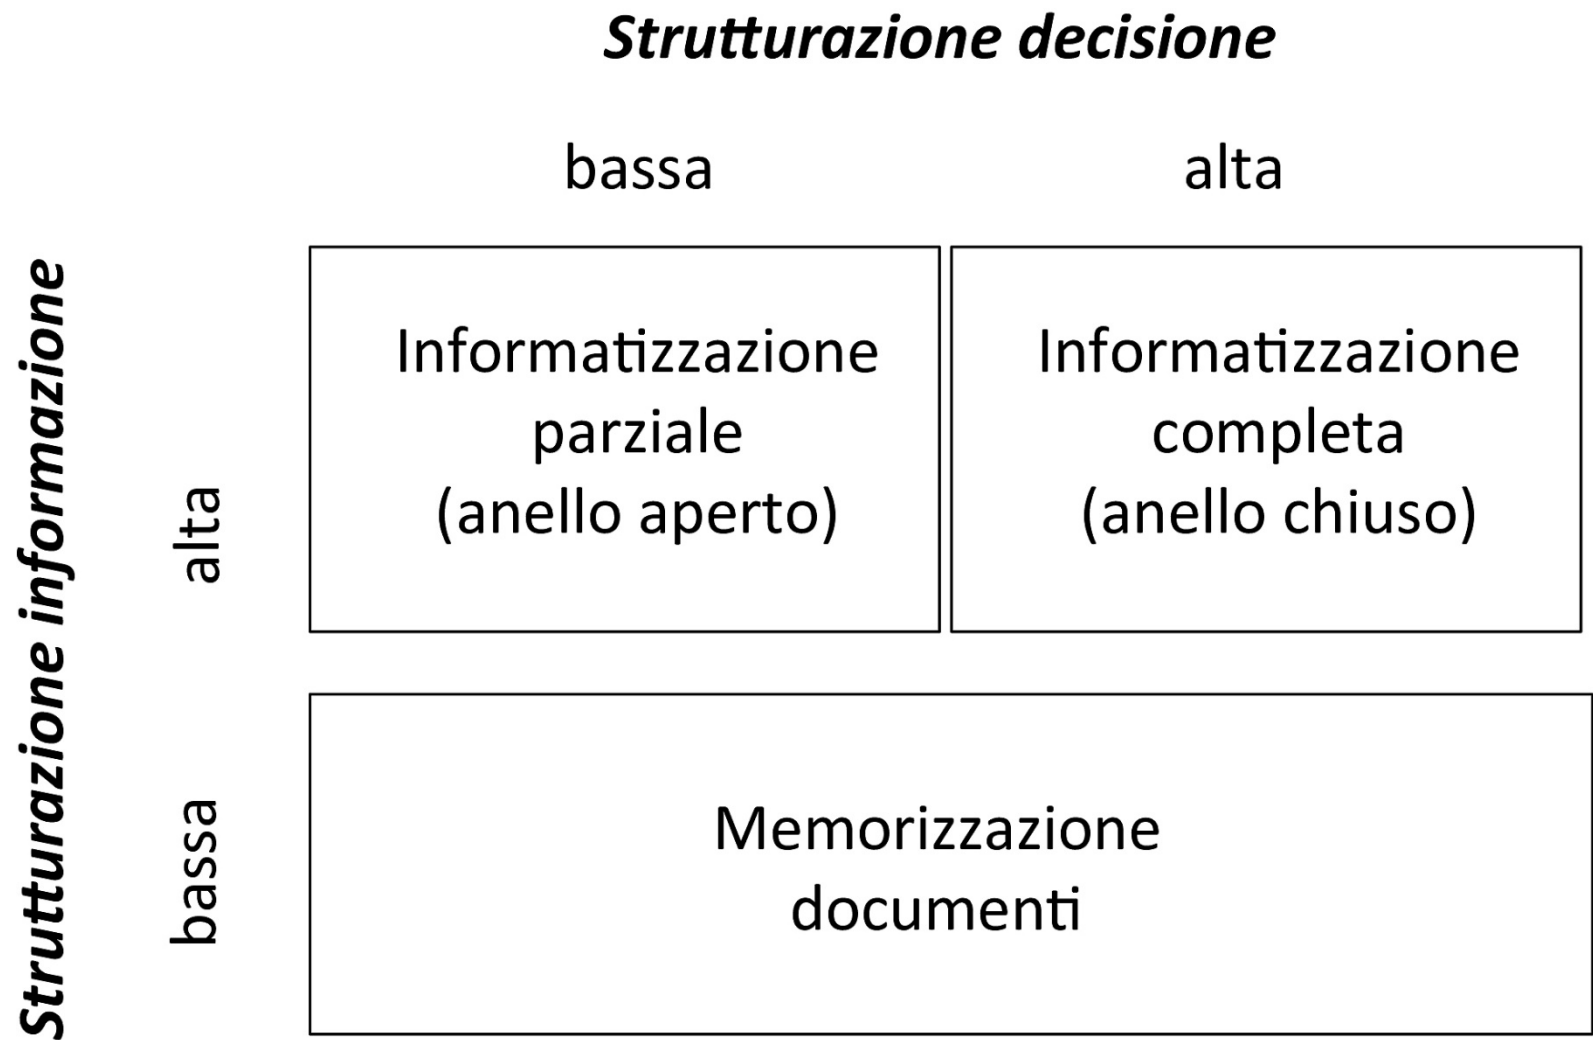 Strutturazione decisione
bassa
alta
Strutturazione informazione
alta
Informatizzazione
parziale
(anello aperto)
Informatizzazione
completa
(anello chiuso)
bassa
Memorizzazione
documenti